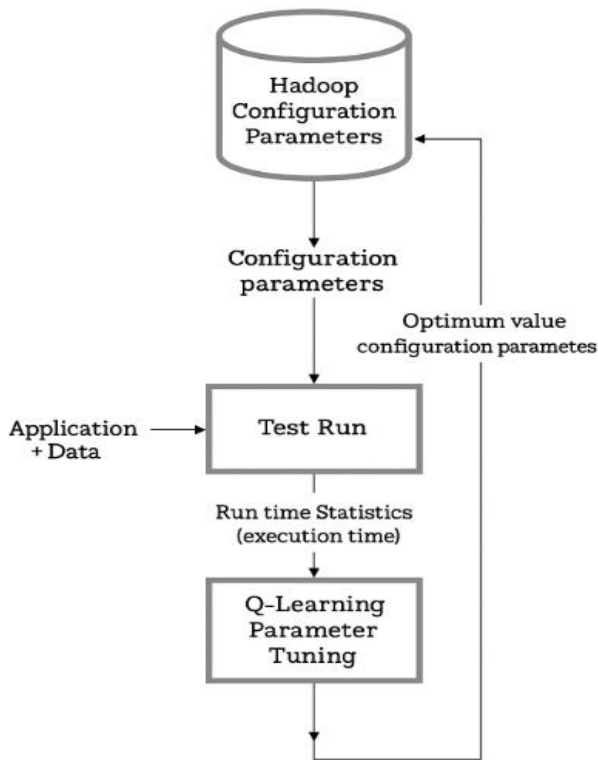 Hadoop
Configuration
Parameters
Configuration
parameters
Optimum value
configuration parametes
Application
+ Data
Test Run
Run time Statistics
(execution time)
Q-Learning
Parameter
Tuning